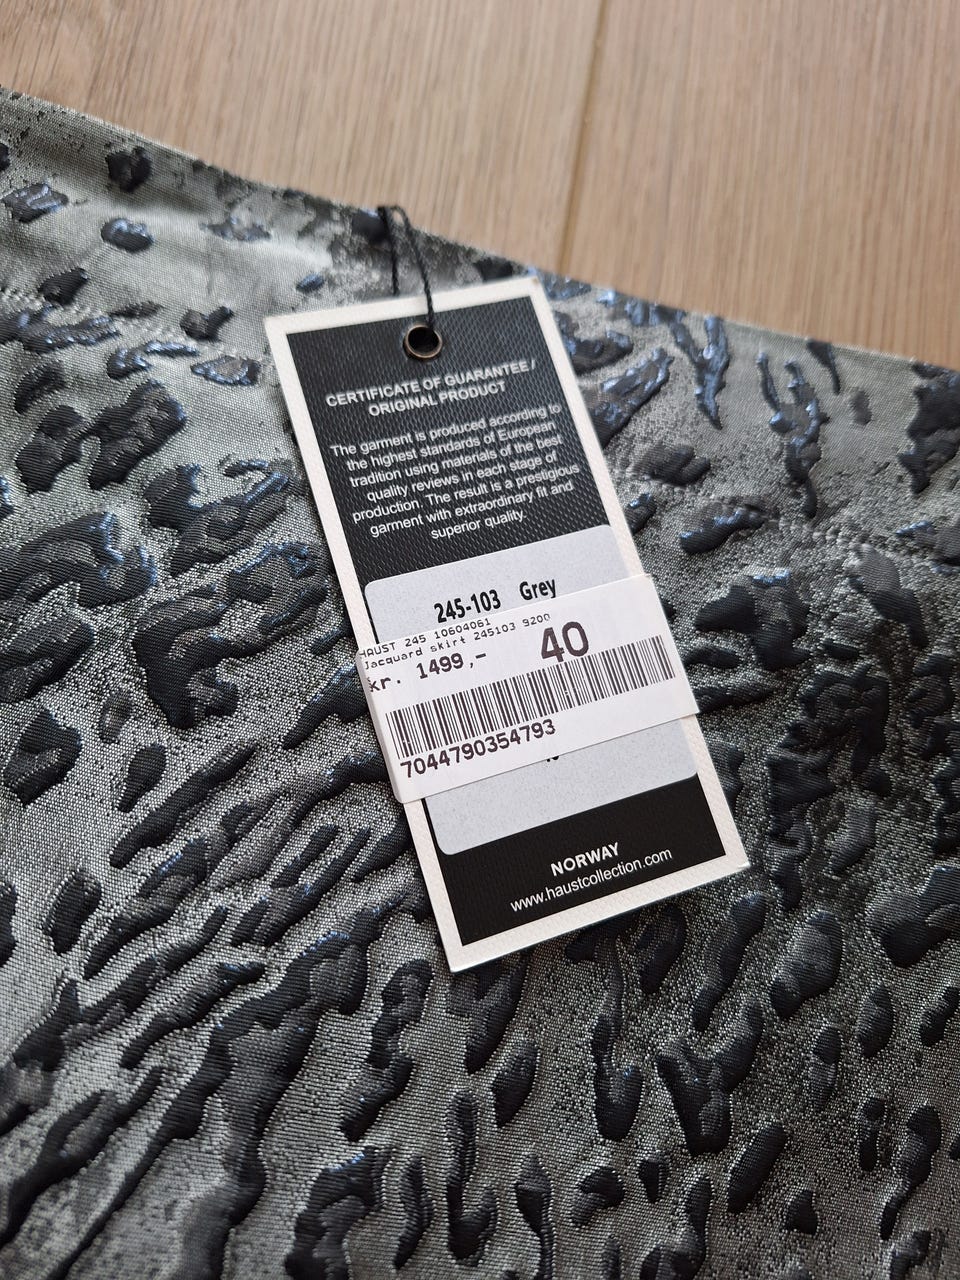 CERTIFICATE OF GUARANTEE /
ORIGINAL PRODUCT
The garment is produced according to
the highest standards of European
tradition using materials of the best
quality reviews in each stage of
production. The result is a prestigious
garment with extraordinary fit and
superior quality.
245-103 Grey
HAUST 245 10604061
Jacquard skirt 245103 9200
kr. 1499,- 40
7044790354793
NORWAY
www.haustcollection.com